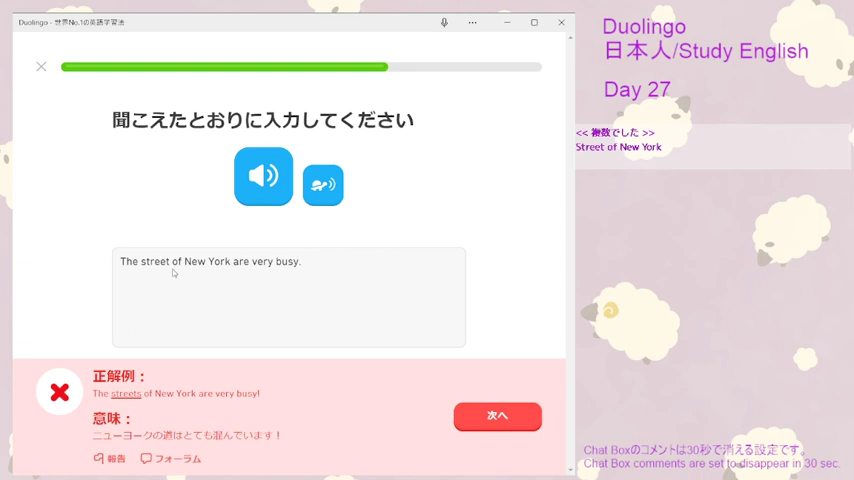 Duolingo - 世界No.1の英語学習法
聞こえたとおりに入力してください
The street of New York are very busy.
正解例：
The streets of New York are very busy!
意味：
ニューヨークの道はとても混んでいます！
報告 フォーラム
次へ
Duolingo
日本人/Study English
Day 27
<< 複数でした >>
Street of New York
Chat Boxのコメントは30秒で消える設定です。
Chat Box comments are set to disappear in 30 sec.